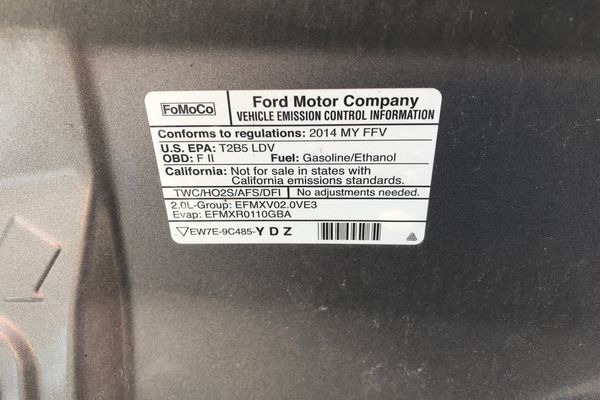 FoMoCo
Ford Motor Company
VEHICLE EMISSION CONTROL INFORMATION
Conforms to regulations: 2014 MY FFV
U.S. EPA: T2B5 LDV
OBD: F II Fuel: Gasoline/Ethanol
California: Not for sale in states with
California emissions standards.
TWC/HO2S/AFS/DFI No adjustments needed.
2.0L-Group: EFMXV02.0VE3
Evap: EFMXR0110GBA
EW7E-9C485-YDZ